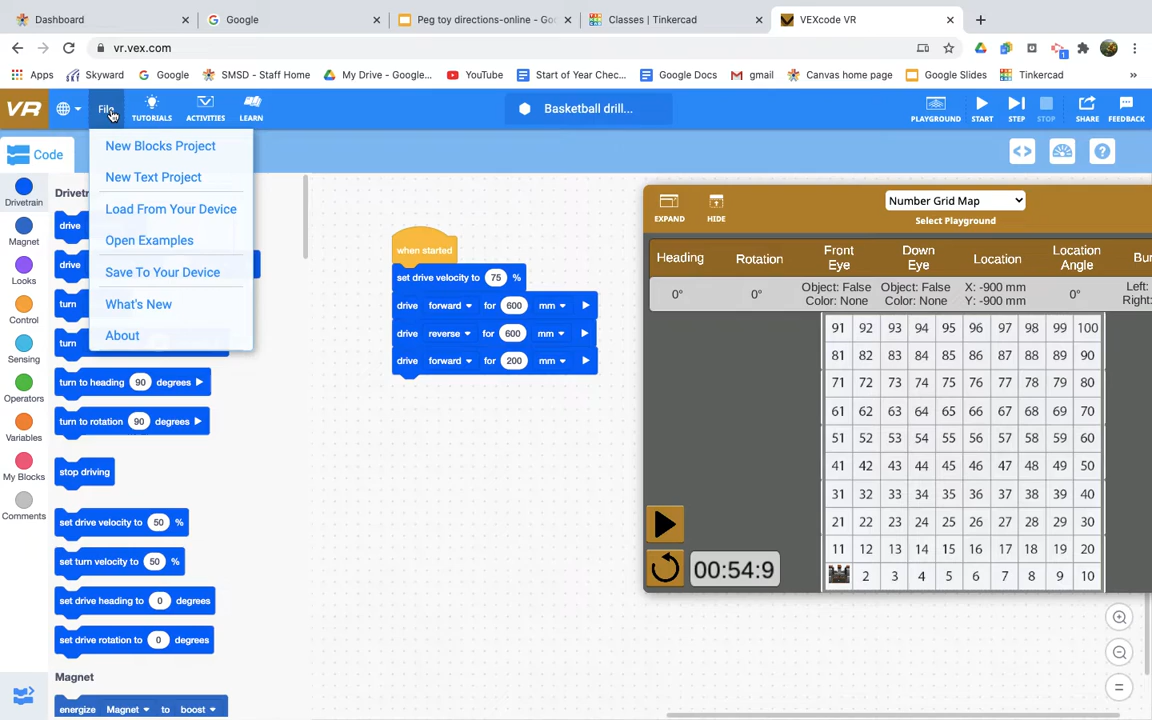 Dashboard
Google
Peg toy directions-online - Goo
Classes | Tinkercad
VEXcode VR
vr.vex.com
Apps
Skyward
Google
SMSD - Staff Home
My Drive - Google...
YouTube
Start of Year Chec...
Google Docs
gmail
Canvas home page
Google Slides
Tinkercad
»
VR
File
TUTORIALS
ACTIVITIES
LEARN
Basketball drill...
PLAYGROUND
START
STEP
STOP
SHARE
FEEDBACK
Code
New Blocks Project
New Text Project
Load From Your Device
Open Examples
Save To Your Device
What's New
About
Drivetrain
Magnet
Looks
Control
Sensing
Operators
Variables
My Blocks
Comments
drive
drive
turn
turn
turn to heading 90 degrees
turn to rotation 90 degrees
stop driving
set drive velocity to 50 %
set turn velocity to 50 %
set drive heading to 0 degrees
set drive rotation to 0 degrees
Magnet
energize Magnet to boost
when started
set drive velocity to 75 %
drive forward for 600 mm
drive reverse for 600 mm
drive forward for 200 mm
EXPAND
HIDE
Number Grid Map
Select Playground
Heading
Rotation
Front Eye
Down Eye
Location
Location Angle
0°
0°
Object: False
Color: None
Object: False
Color: None
X: -900 mm
Y: -900 mm
0°
Left:
Right:
91 92 93 94 95 96 97 98 99 100
81 82 83 84 85 86 87 88 89 90
71 72 73 74 75 76 77 78 79 80
61 62 63 64 65 66 67 68 69 70
51 52 53 54 55 56 57 58 59 60
41 42 43 44 45 46 47 48 49 50
31 32 33 34 35 36 37 38 39 40
21 22 23 24 25 26 27 28 29 30
11 12 13 14 15 16 17 18 19 20
2 3 4 5 6 7 8 9 10
00:54:9